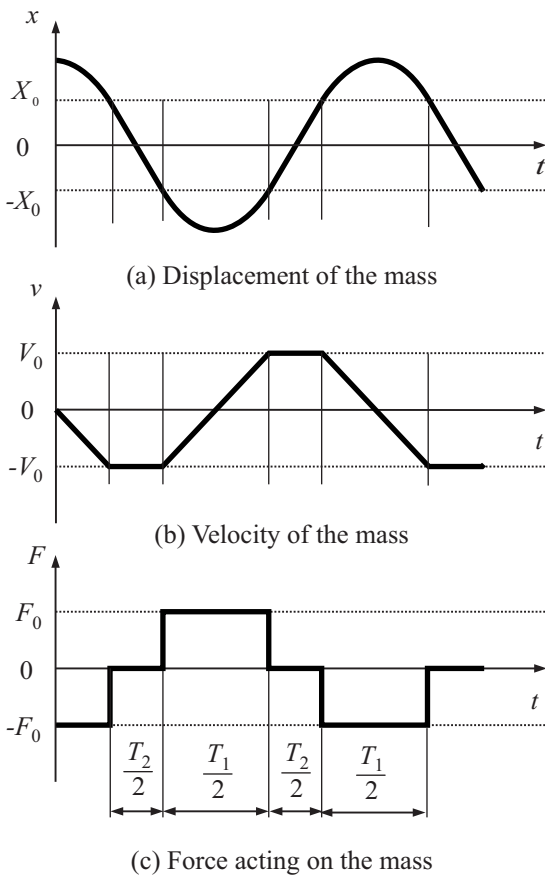 x
X₀
0
-X₀
t
(a) Displacement of the mass
v
V₀
0
-V₀
t
(b) Velocity of the mass
F
F₀
0
-F₀
t
T₂/2 T₁/2 T₂/2 T₁/2
(c) Force acting on the mass